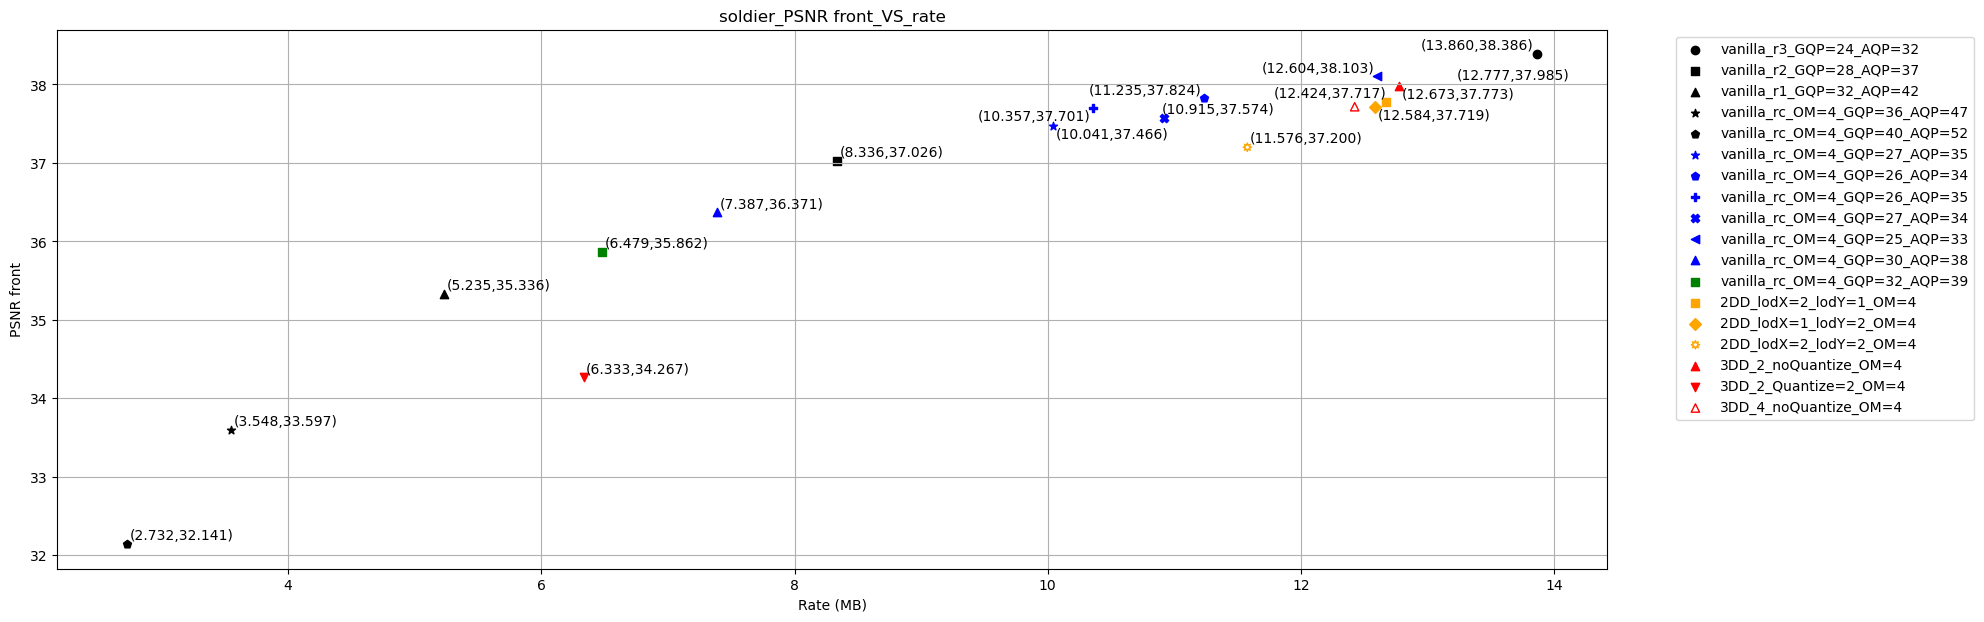 soldier_PSNR front_VS_rate
PSNR front
38
37
36
35
34
33
32
(13.860,38.386)
(12.604,38.103)
(12.777,37.985)
(11.235,37.824)
(12.424,37.717)
(12.673,37.773)
(10.357,37.701)
(10.915,37.574)
(12.584,37.719)
(10.041,37.466)
(11.576,37.200)
(8.336,37.026)
(7.387,36.371)
(6.479,35.862)
(5.235,35.336)
(6.333,34.267)
(3.548,33.597)
(2.732,32.141)
4
6
8
10
12
14
Rate (MB)
vanilla_r3_GQP=24_AQP=32
vanilla_r2_GQP=28_AQP=37
vanilla_r1_GQP=32_AQP=42
vanilla_rc_OM=4_GQP=36_AQP=47
vanilla_rc_OM=4_GQP=40_AQP=52
vanilla_rc_OM=4_GQP=27_AQP=35
vanilla_rc_OM=4_GQP=26_AQP=34
vanilla_rc_OM=4_GQP=26_AQP=35
vanilla_rc_OM=4_GQP=27_AQP=34
vanilla_rc_OM=4_GQP=25_AQP=33
vanilla_rc_OM=4_GQP=30_AQP=38
vanilla_rc_OM=4_GQP=32_AQP=39
2DD_lodX=2_lodY=1_OM=4
2DD_lodX=1_lodY=2_OM=4
2DD_lodX=2_lodY=2_OM=4
3DD_2_noQuantize_OM=4
3DD_2_Quantize=2_OM=4
3DD_4_noQuantize_OM=4